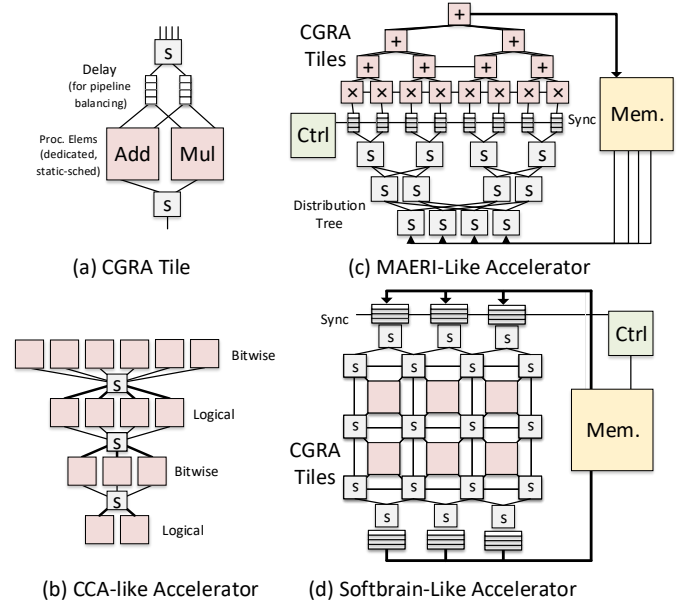 S
Delay
(for pipeline
balancing)
Proc. Elems
(dedicated,
static-sched)
Add
Mul
S
(a) CGRA Tile
CGRA
Tiles
+
+ +
+ + + +
× × × × × × × ×
Ctrl
Sync
Mem.
S S S S
S S S S
Distribution
Tree
S S S S
(c) MAERI-Like Accelerator
Bitwise
S
Logical
S
Bitwise
S
Logical
(b) CCA-like Accelerator
Sync
Ctrl
S S S
S S S S
S S S S
CGRA
Tiles
Mem.
S S S S
S S S
(d) Softbrain-Like Accelerator